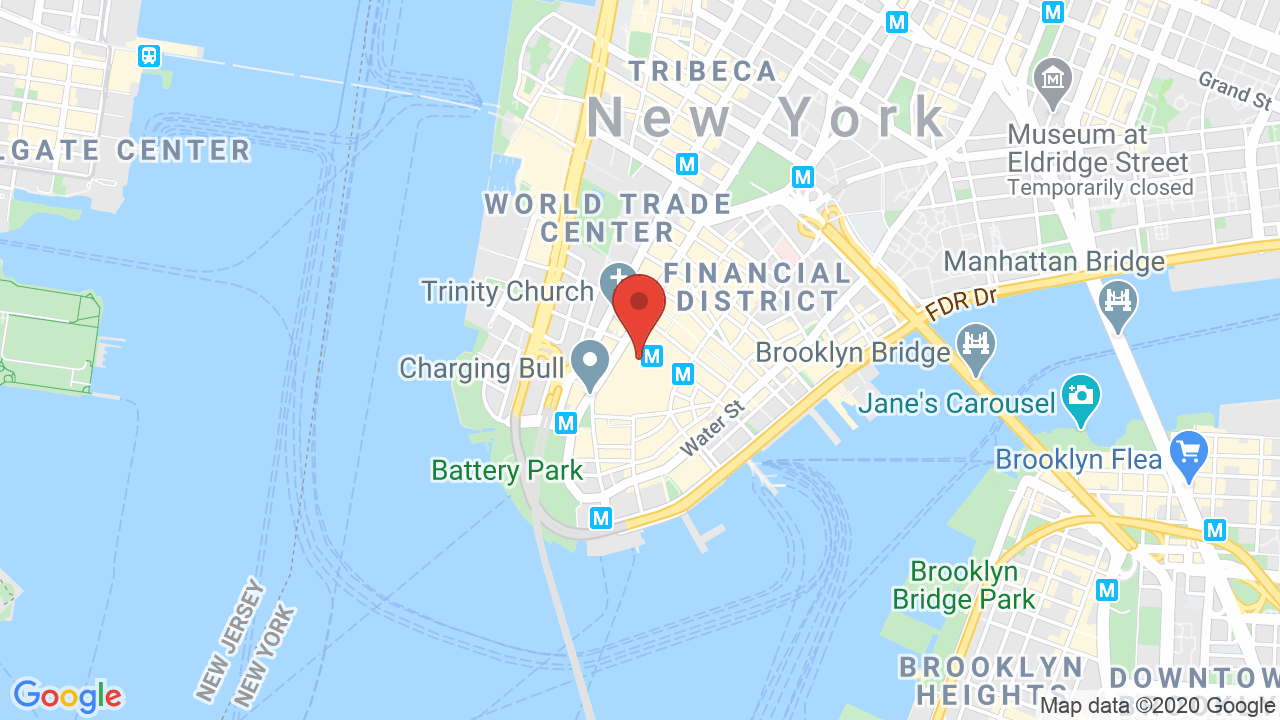 TRIBECA
New York
Grand St
Museum at
Eldridge Street
Temporarily closed
LGATE CENTER
WORLD TRADE
CENTER
Manhattan Bridge
FINANCIAL
DISTRICT
Trinity Church
FDR Dr
M
M
M
M
Brooklyn Bridge
Charging Bull
M
M
Jane's Carousel
Water St
M
Brooklyn Flea
Battery Park
M
M
Brooklyn
Bridge Park
M
NEW JERSEY
NEW YORK
BROOKLYN
HEIGHTS
DOWNTOW
Google
Map data ©2020 Google